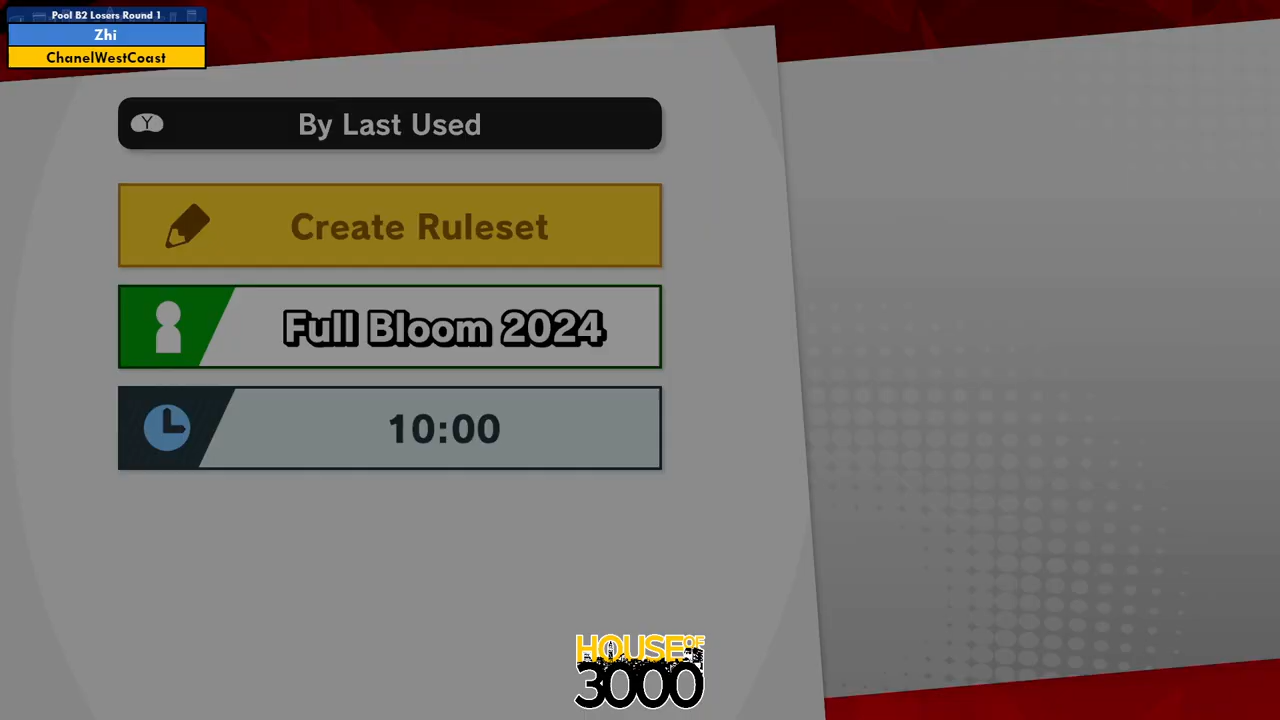 Pool B2 Losers Round 1
Zhi
ChanelWestCoast
Y
By Last Used
Create Ruleset
Full Bloom 2024
10:00
HOUSE OF
3000